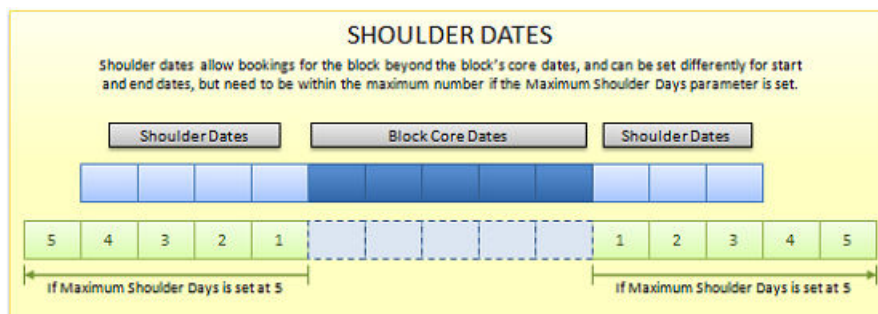 SHOULDER DATES
Shoulder dates allow bookings for the block beyond the block's core dates, and can be set differently for start
and end dates, but need to be within the maximum number if the Maximum Shoulder Days parameter is set.
Shoulder Dates Block Core Dates Shoulder Dates
5 4 3 2 1 1 2 3 4 5
If Maximum Shoulder Days is set at 5 If Maximum Shoulder Days is set at 5